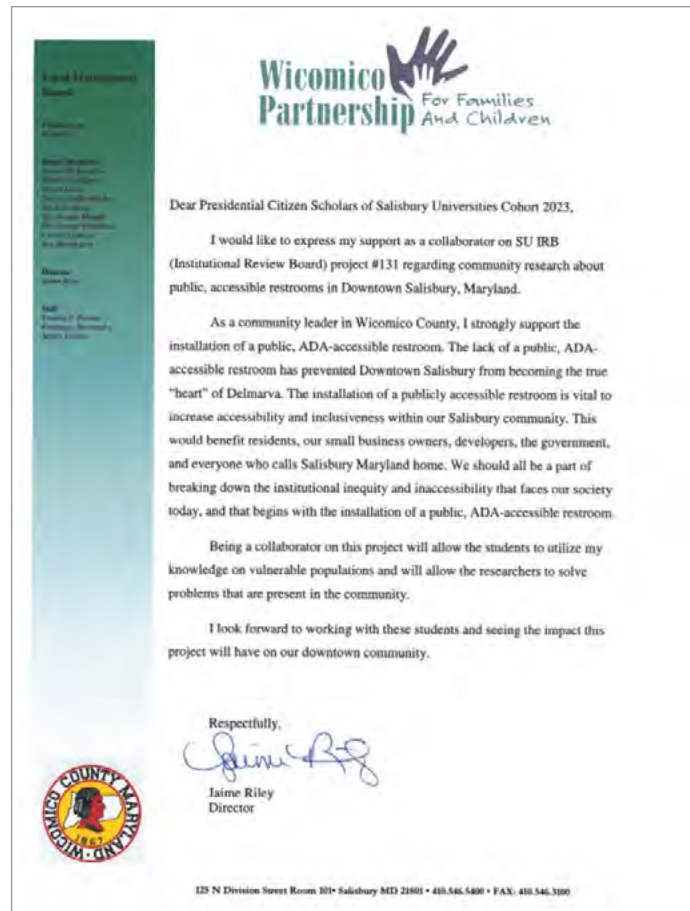 Wicomico
Partnership
For Families
And Children
Dear Presidential Citizen Scholars of Salisbury Universities Cohort 2023,
I would like to express my support as a collaborator on SU IRB
(Institutional Review Board) project #131 regarding community research about
public, accessible restrooms in Downtown Salisbury, Maryland.
As a community leader in Wicomico County, I strongly support the
installation of a public, ADA-accessible restroom. The lack of a public, ADA-
accessible restroom has prevented Downtown Salisbury from becoming the true
"heart" of Delmarva. The installation of a publicly accessible restroom is vital to
increase accessibility and inclusiveness within our Salisbury community. This
would benefit residents, our small business owners, developers, the government,
and everyone who calls Salisbury Maryland home. We should all be a part of
breaking down the institutional inequity and inaccessibility that faces our society
today, and that begins with the installation of a public, ADA-accessible restroom
Being a collaborator on this project will allow the students to utilize my
knowledge on vulnerable populations and will allow the researchers to solve
problems that are present in the community.
I look forward to working with these students and seeing the impact this
project will have on our downtown community.
Respectfully,
Jaime Riley
Director
WICOMICO COUNTY MARYLAND
1867
125 N Division Street Room 101• Salisbury MD 21801 • 410.546.5400 • FAX: 410.546.3100